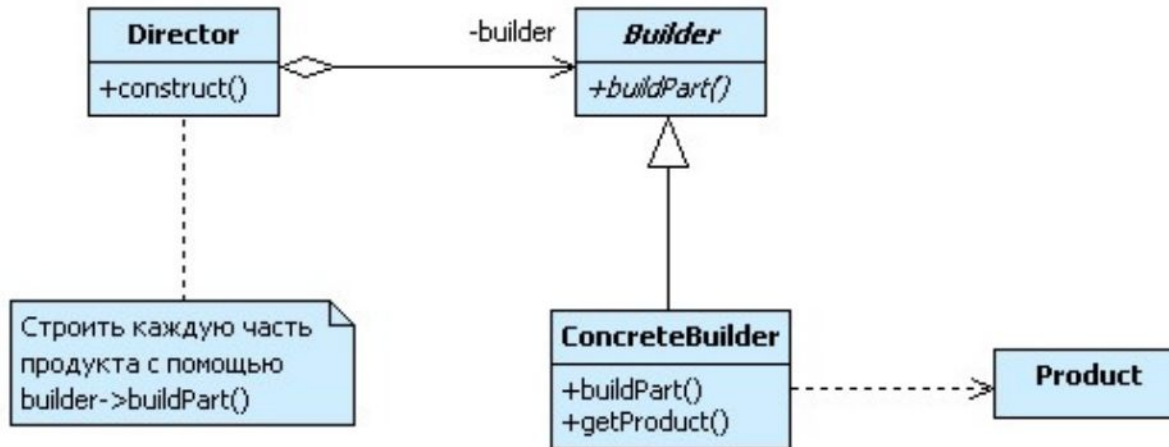 Director
+construct()
-builder
Builder
+buildPart()
Строить каждую часть
продукта с помощью
builder->buildPart()
ConcreteBuilder
+buildPart()
+getProduct()
Product